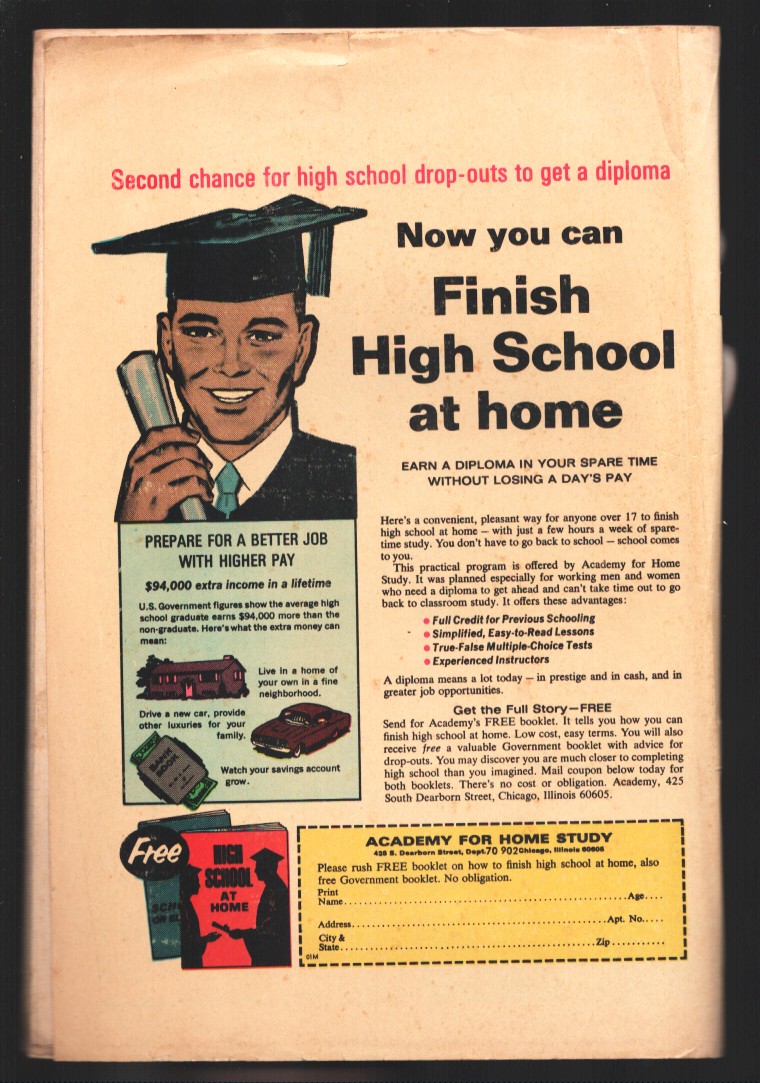 Second chance for high school drop-outs to get a diploma
Now you can
Finish
High School
at home
EARN A DIPLOMA IN YOUR SPARE TIME
WITHOUT LOSING A DAY'S PAY
PREPARE FOR A BETTER JOB
WITH HIGHER PAY
$94,000 extra income in a lifetime
U.S. Government figures show the average high
school graduate earns $94,000 more than the
non-graduate. Here's what the extra money can
mean:
Live in a home of
your own in a fine
neighborhood.
Drive a new car, provide
other luxuries for your
family.
BANK
BOOK
Watch your savings account
grow.
Here's a convenient, pleasant way for anyone over 17 to finish
high school at home — with just a few hours a week of spare-
time study. You don't have to go back to school — school comes
to you.
This practical program is offered by Academy for Home
Study. It was planned especially for working men and women
who need a diploma to get ahead and can't take time out to go
back to classroom study. It offers these advantages:
● Full Credit for Previous Schooling
● Simplified, Easy-to-Read Lessons
● True-False Multiple-Choice Tests
● Experienced Instructors
A diploma means a lot today — in prestige and in cash, and in
greater job opportunities.
Get the Full Story—FREE
Send for Academy's FREE booklet. It tells you how you can
finish high school at home. Low cost, easy terms. You will also
receive free a valuable Government booklet with advice for
drop-outs. You may discover you are much closer to completing
high school than you imagined. Mail coupon below today for
both booklets. There's no cost or obligation. Academy, 425
South Dearborn Street, Chicago, Illinois 60605.
Free
HIGH
SCHOOL
AT
HOME
ACADEMY FOR HOME STUDY
425 S. Dearborn Street, Dept. 70 902 Chicago, Illinois 60605
Please rush FREE booklet on how to finish high school at home, also
free Government booklet. No obligation.
Print
Name..........Age....
Address..........Apt. No.....
City &
State..........Zip..........
01M